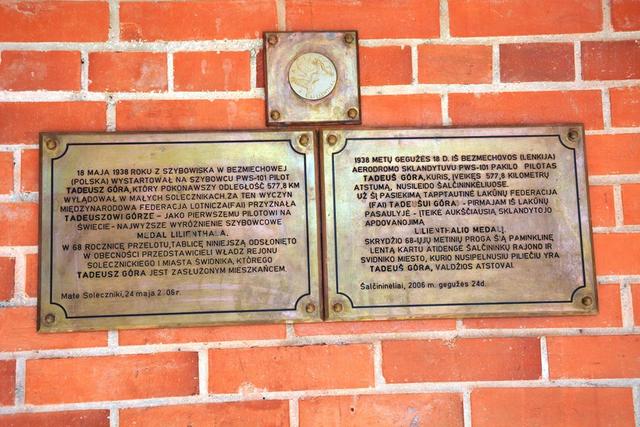 18 MAJA 1938 ROKU Z SZYBOWISKA W BEZMIECHOWEJ
(POLSKA) WYSTARTOWAŁ NA SZYBOWCU PWS-101 PILOT
TADEUSZ GÓRA, KTÓRY POKONAWSZY ODLEGŁOŚĆ 577,8 KM
WYLĄDOWAŁ W MAŁYCH SOLECZNIKACH. ZA TEN WYCZYN
MIĘDZYNARODOWA FEDERACJA LOTNICZA (FAI) PRZYZNAŁA
TADEUSZOWI GÓRZE - JAKO PIERWSZEMU PILOTOWI NA
ŚWIECIE - NAJWYŻSZE WYRÓŻNIENIE SZYBOWCOWE
MEDAL LILIENTHALA.
W 68 ROCZNICĘ PRZELOTU, TABLICĘ NINIEJSZĄ ODSŁONIĘTO
W OBECNOŚCI PRZEDSTAWICIELI WŁADZ REJONU
SOLECZNICKIEGO I MIASTA ŚWIDNIKA, KTÓREGO
TADEUSZ GÓRA JEST ZASŁUŻONYM MIESZKAŃCEM.
Małe Soleczniki, 24 maja 2006r.
1938 METŲ GEGUŽĖS 18 D. IŠ BEZMECHOVOS (LENKIJA)
AERODROMO SKLANDYTUVU PWS-101 PAKILO PILOTAS
TADEUŠ GÓRA, KURIS, ĮVEIKĘS 577,8 KILOMETRŲ
ATSTUMĄ, NUSILEIDO ŠALČININKĖLIUOSE.
UŽ ŠĮ PASIEKIMĄ TARPTAUTINĖ LAKŪNŲ FEDERACIJA
(FAI) TADEUŠUI GÓRA - PIRMAJAM IŠ LAKŪNŲ
PASAULYJE - ĮTEIKĖ AUKŠČIAUSIĄ, SKLANDYTOJO
APDOVANOJIMĄ
LILIENTHALIO MEDALĮ.
SKRYDŽIO 68-ŲJŲ METINIŲ PROGA ŠIĄ PAMINKLINĘ
LENTĄ KARTU ATIDENGĖ ŠALČININKŲ RAJONO IR
SVIDNIKO MIESTO, KURIO NUSIPELNUSIU PILIEČIU YRA
TADEUŠ GÓRA, VALDŽIOS ATSTOVAI.
Šalčininėliai, 2006 m. gegužės 24d.